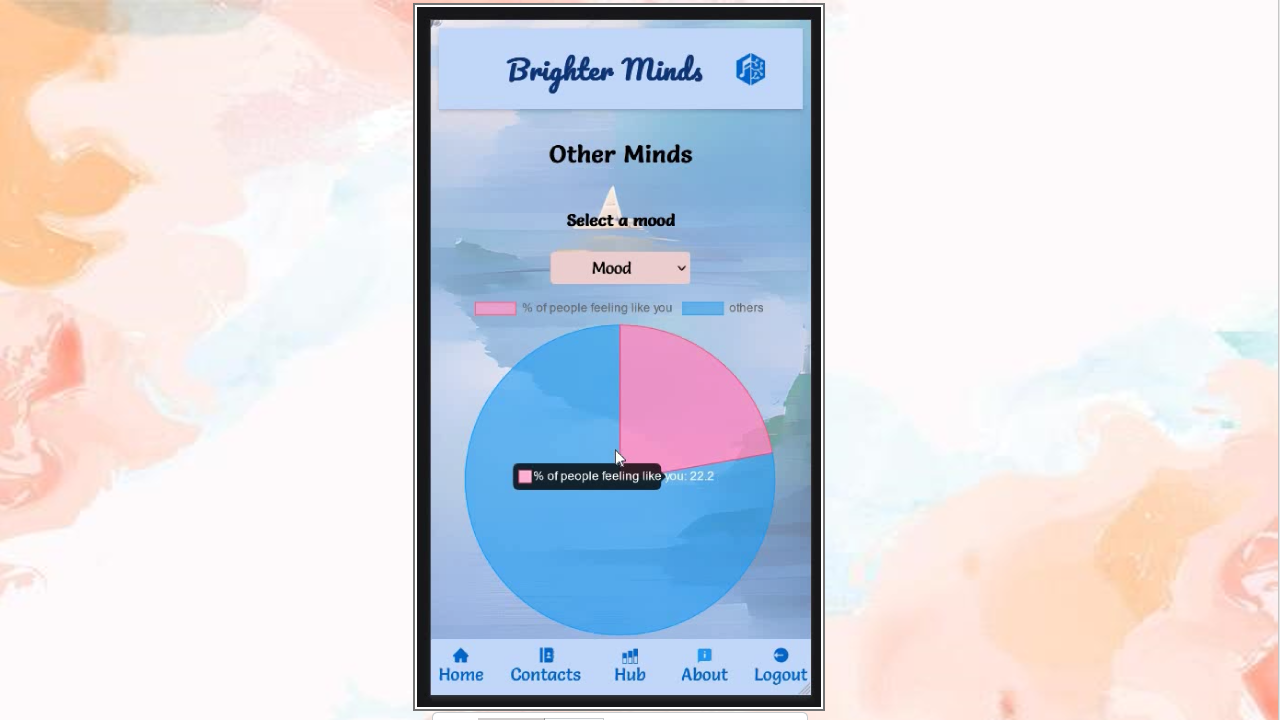 Brighter Minds
Other Minds
Select a mood
Mood
% of people feeling like you others
% of people feeling like you: 22.2
Home Contacts Hub About Logout